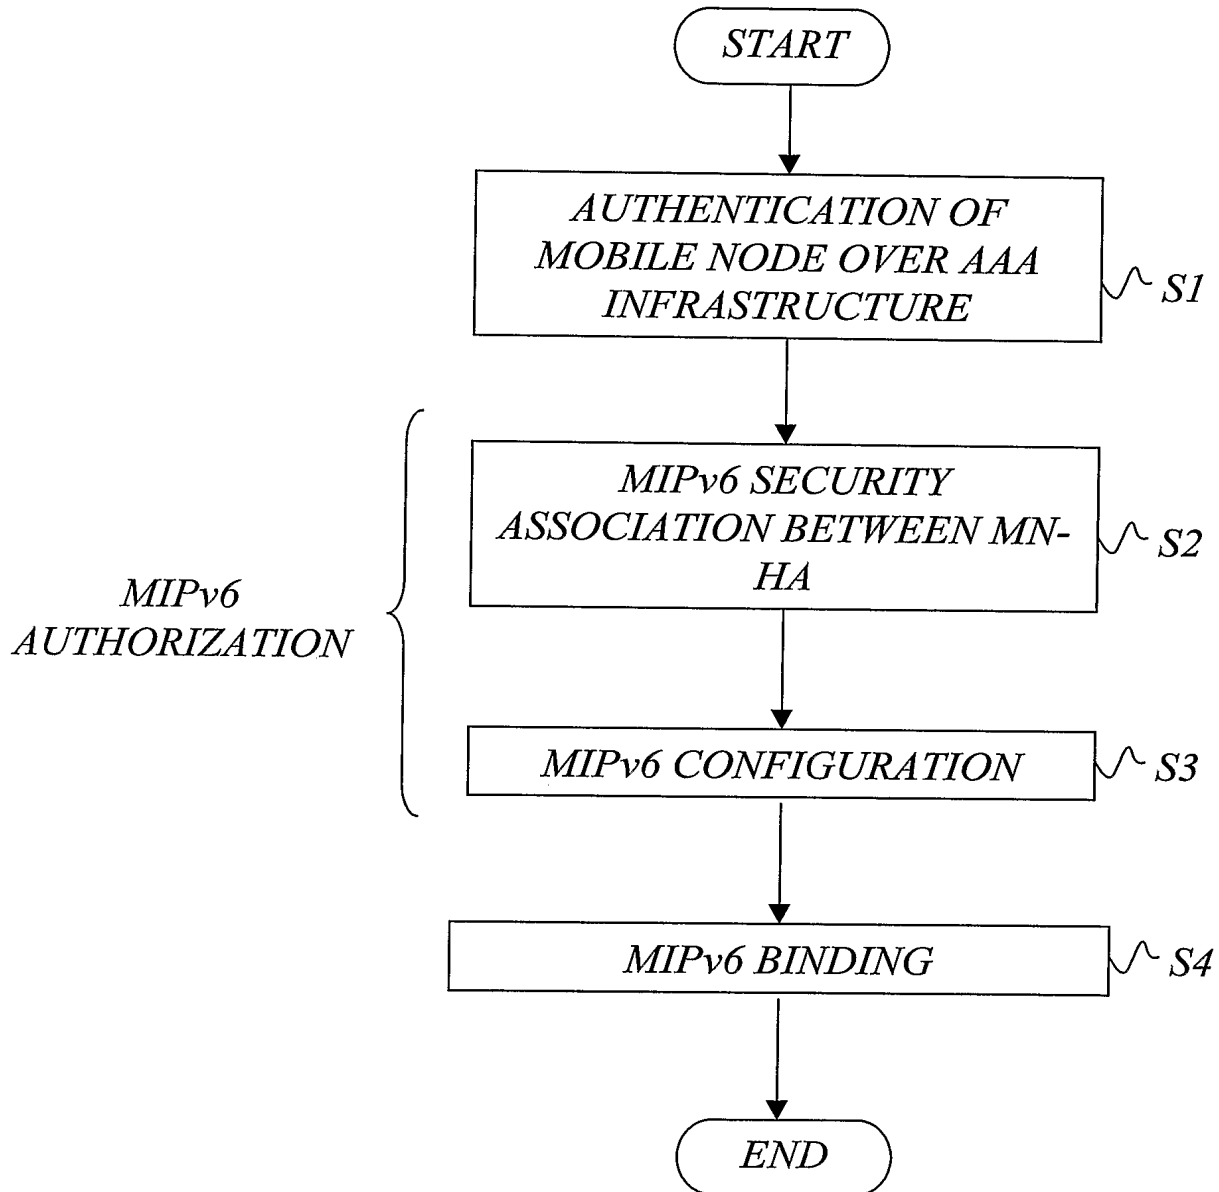 START
AUTHENTICATION OF
MOBILE NODE OVER AAA
INFRASTRUCTURE
S1
MIPv6 SECURITY
ASSOCIATION BETWEEN MN-
HA
S2
MIPv6
AUTHORIZATION
MIPv6 CONFIGURATION
S3
MIPv6 BINDING
S4
END